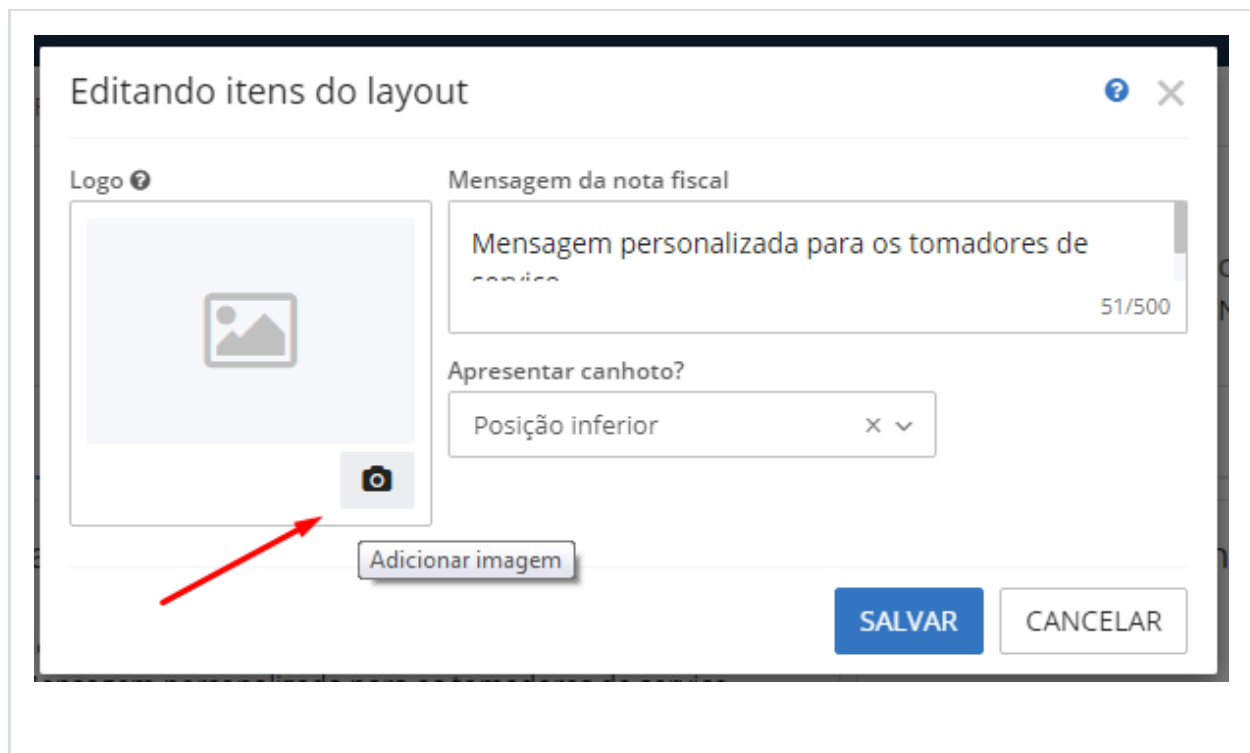 Editando itens do layout
Logo
Mensagem da nota fiscal
Mensagem personalizada para os tomadores de
serviço
51/500
Apresentar canhoto?
Posição inferior
Adicionar imagem
SALVAR
CANCELAR